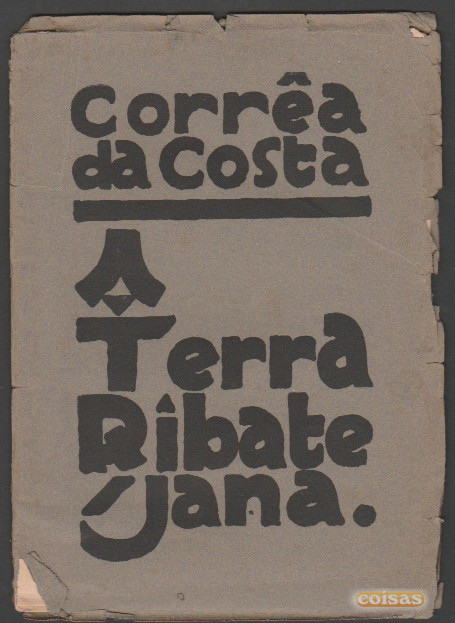 Corrêa
da Costa
A
Terra
Ribate
jana.
coisas